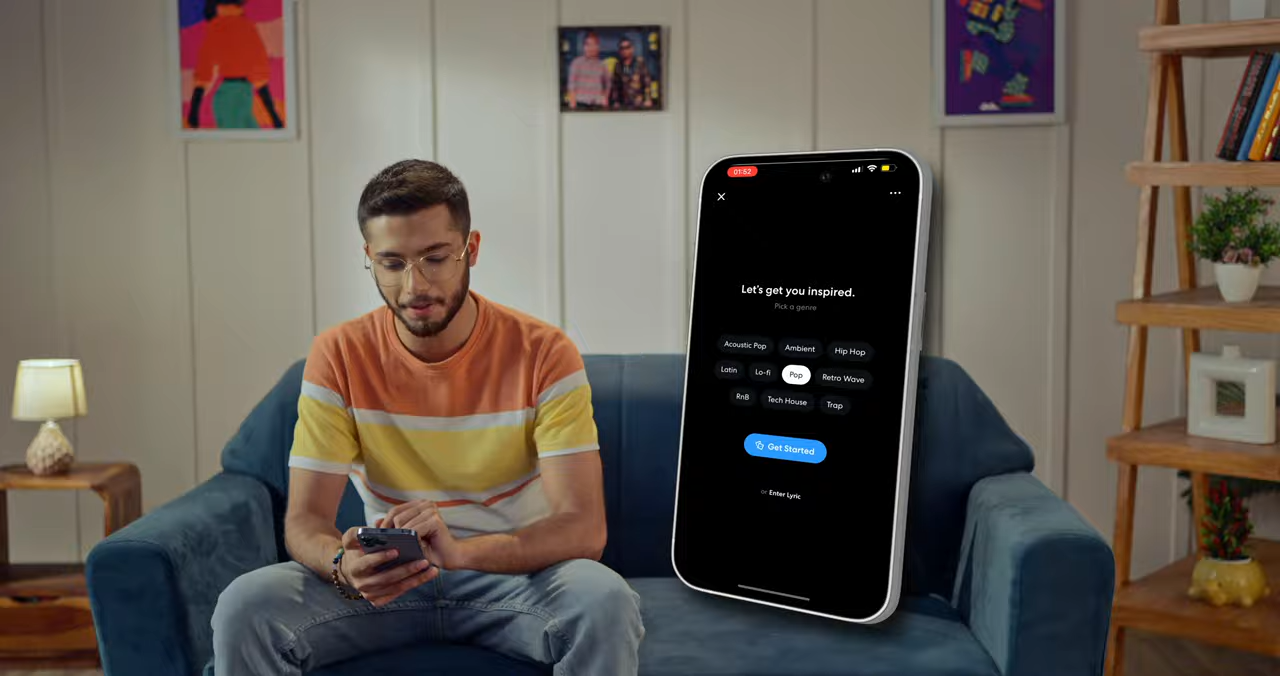 01:52
Let's get you inspired.
Pick a genre
Acoustic Pop Ambient Hip Hop
Latin Lo-fi Pop Retro Wave
RnB Tech House Trap
Get Started
or Enter Lyric